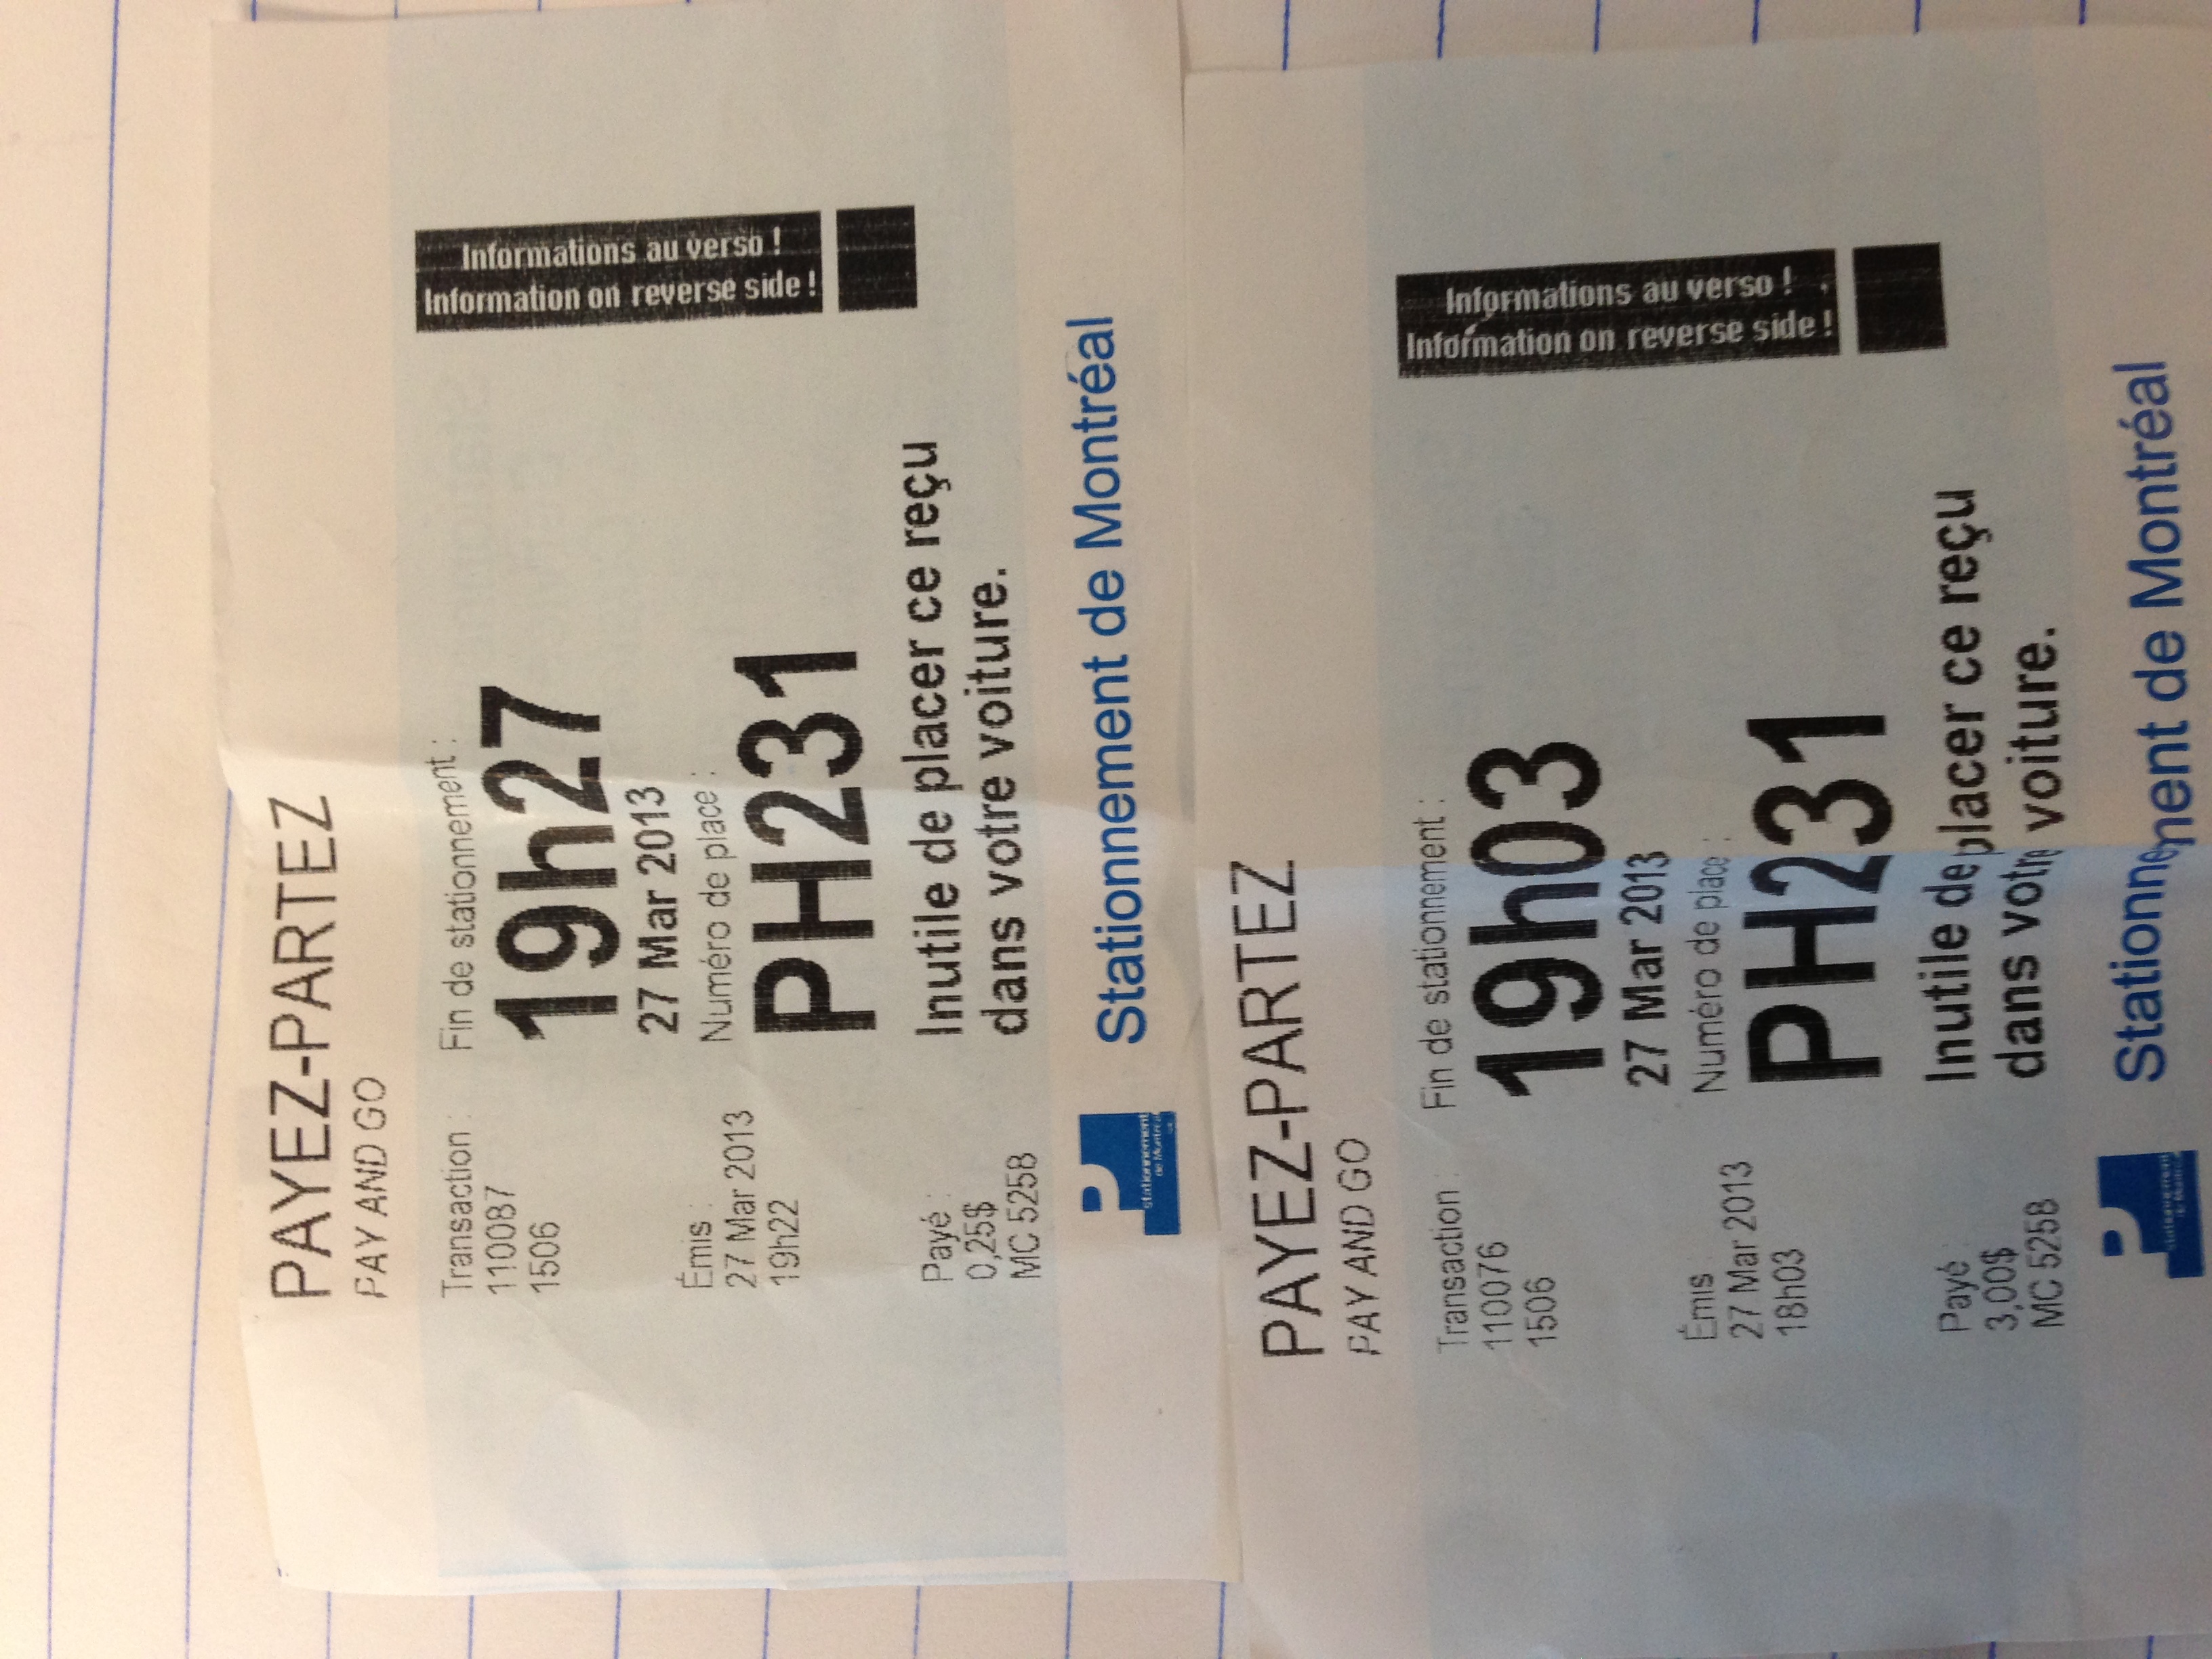 PAYEZ-PARTEZ
PAY AND GO
Transaction :
110087
1506
Fin de stationnement :
19h27
27 Mar 2013
Émis :
27 Mar 2013
19h22
Numéro de place :
PH231
Payé :
0,25$
MC 5258
Inutile de placer ce reçu
dans votre voiture.
Informations au verso !
Information on reverse side !
P
stationnement
de Montréal
Stationnement de Montréal
PAYEZ-PARTEZ
PAY AND GO
Transaction :
110076
1506
Fin de stationnement :
19h03
27 Mar 2013
Émis
27 Mar 2013
18h03
Numéro de place :
PH231
Payé
3,00$
MC 5258
Inutile de placer ce reçu
dans votre voiture.
Informations au verso !
Information on reverse side !
P
stationnement
de Montréal
Stationnement de Montréal